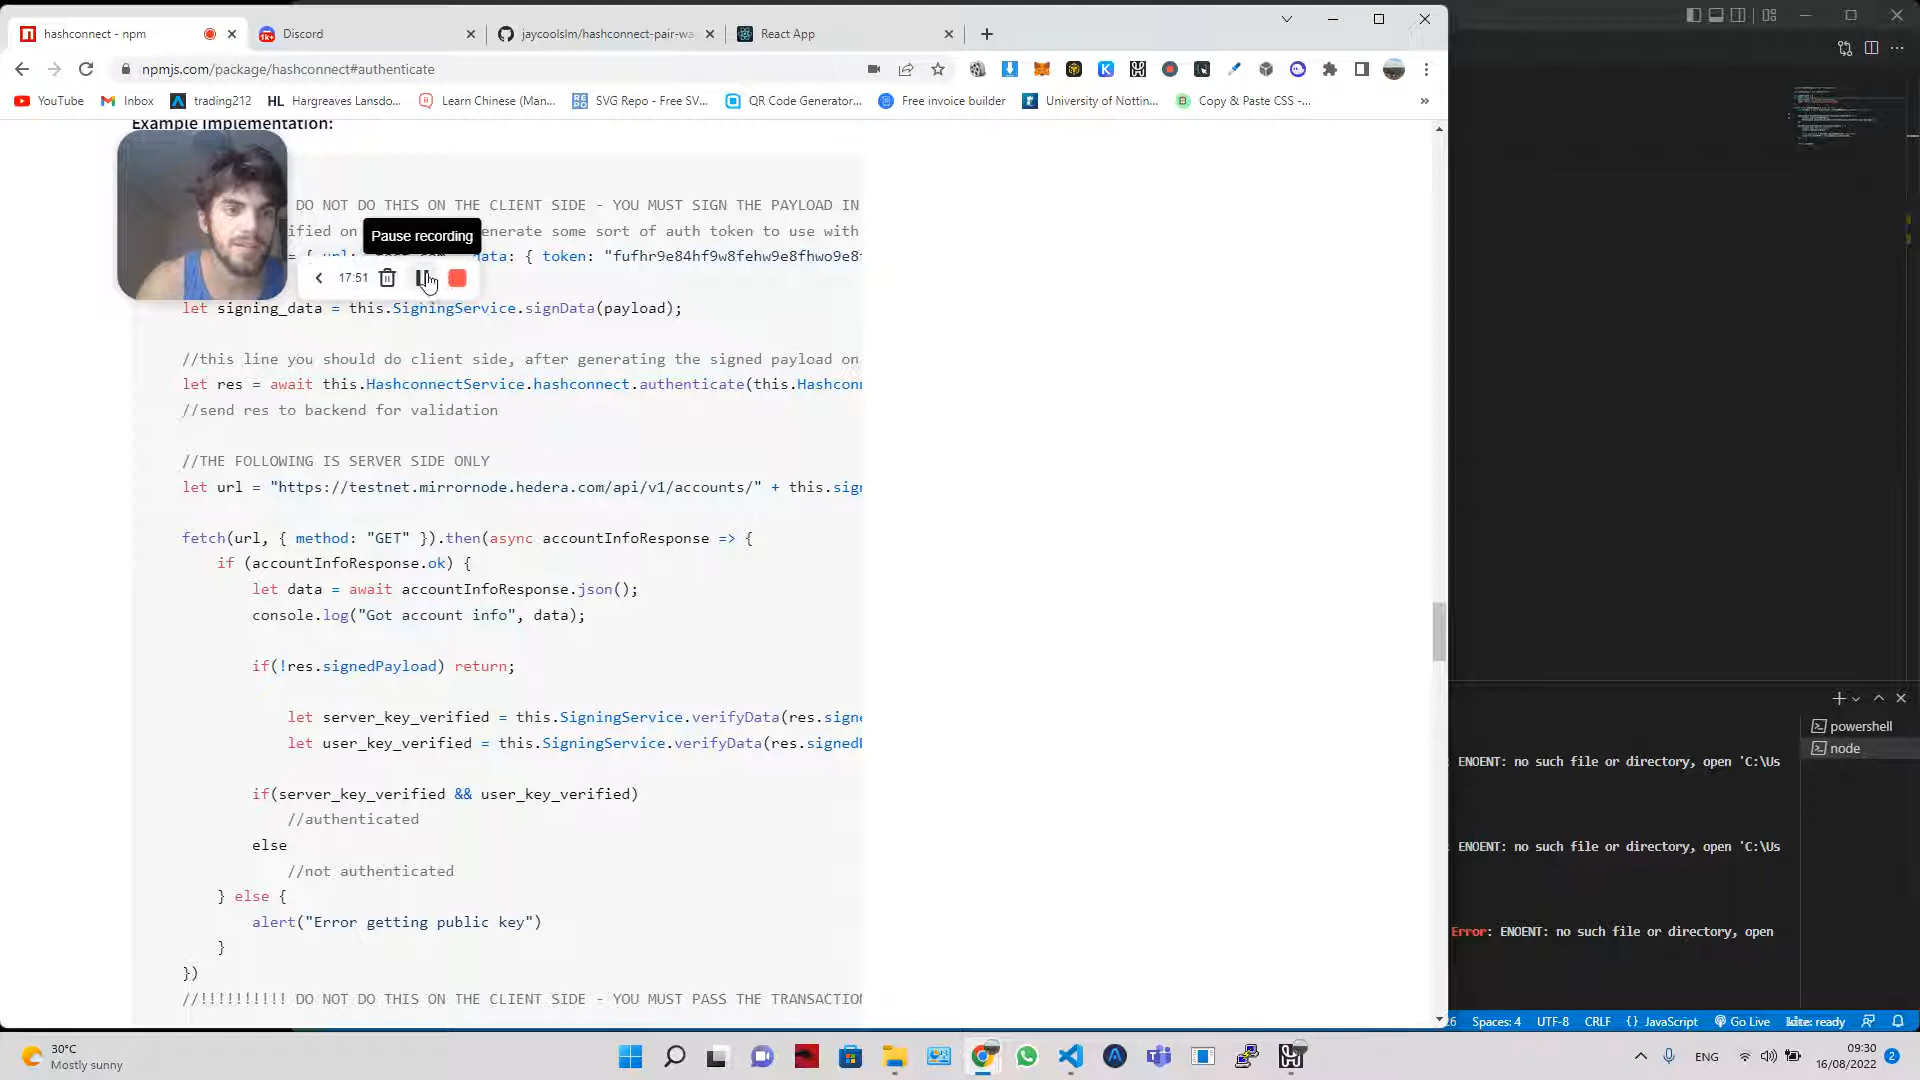 hashconnect - npm
Discord
jaycoolslm/hashconnect-pair-wa
React App
npmjs.com/package/hashconnect#authenticate
YouTube
Inbox
trading212
HL Hargreaves Lansdo...
Learn Chinese (Man...
SVG Repo - Free SV...
QR Code Generator...
Free invoice builder
University of Nottin...
Copy & Paste CSS -...
»
Example Implementation:
DO NOT DO THIS ON THE CLIENT SIDE - YOU MUST SIGN THE PAYLOAD IN
Pause recording
ified on
enerate some sort of auth token to use with
data: { token: "fufhr9e84hf9w8fehw9e8fhwo9e8f
17:51
let signing_data = this.SigningService.signData(payload);
//this line you should do client side, after generating the signed payload on
let res = await this.HashconnectService.hashconnect.authenticate(this.Hashconn
//send res to backend for validation
//THE FOLLOWING IS SERVER SIDE ONLY
let url = "https://testnet.mirrornode.hedera.com/api/v1/accounts/" + this.sign
fetch(url, { method: "GET" }).then(async accountInfoResponse => {
if (accountInfoResponse.ok) {
let data = await accountInfoResponse.json();
console.log("Got account info", data);
if(!res.signedPayload) return;
let server_key_verified = this.SigningService.verifyData(res.signe
let user_key_verified = this.SigningService.verifyData(res.signedP
if(server_key_verified && user_key_verified)
//authenticated
else
//not authenticated
} else {
alert("Error getting public key")
}
})
//!!!!!!!!!! DO NOT DO THIS ON THE CLIENT SIDE - YOU MUST PASS THE TRANSACTION
powershell
node
ENOENT: no such file or directory, open 'C:\Us
ENOENT: no such file or directory, open 'C:\Us
Error: ENOENT: no such file or directory, open
Spaces: 4
UTF-8
CRLF
{ } JavaScript
Go Live
kite: ready
30°C
Mostly sunny
ENG
09:30
16/08/2022
2